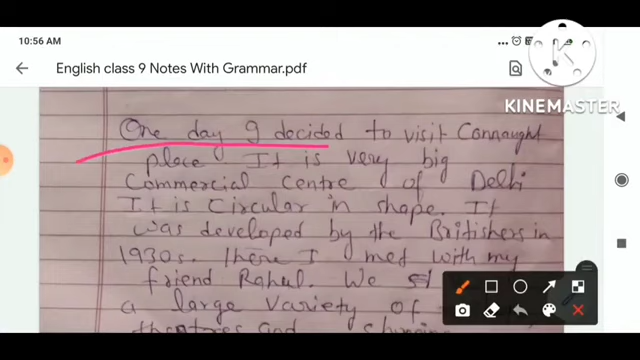 10:56 AM
English class 9 Notes With Grammar.pdf
KINEMASTER
One day I decided to visit Connaught
place It is very big
Commercial centre of Delhi
It is Circular in shape. It
was developed by the Britishers in
1930s. There I met with my
friend Rahul. We
a large variety of
theatres and